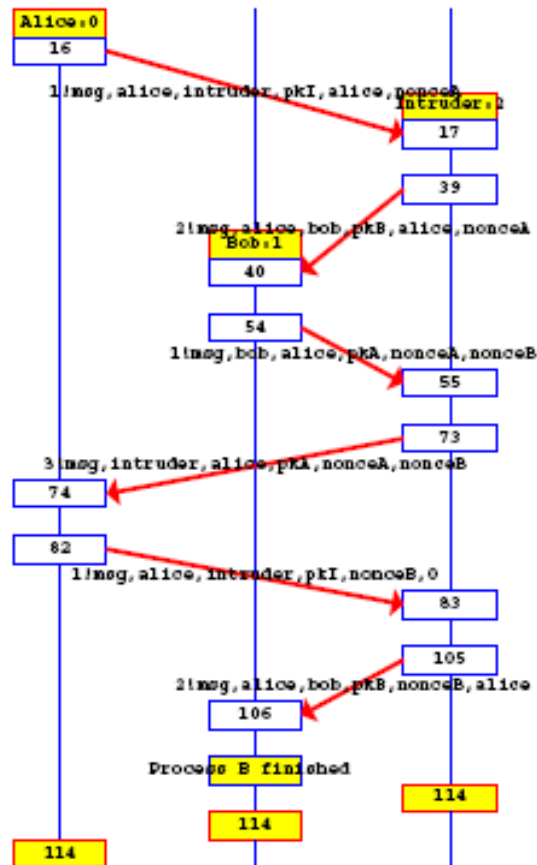 Alice:0
16
1!msg,alice,intruder,pkI,alice,nonceA
Intruder:2
17
39
2!msg,alice,bob,pkB,alice,nonceA
Bob:1
40
54
1!msg,bob,alice,pkA,nonceA,nonceB
55
73
3!msg,intruder,alice,pkA,nonceA,nonceB
74
82
1!msg,alice,intruder,pkI,nonceB,0
83
105
2!msg,alice,bob,pkB,nonceB,alice
106
Process B finished
114
114
114